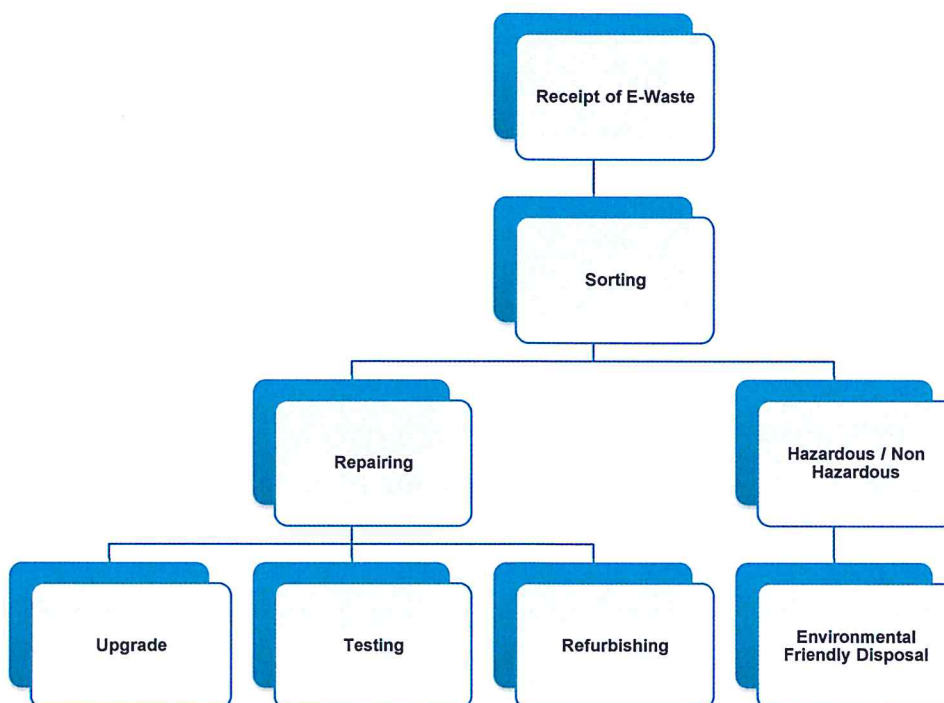 Receipt of E-Waste
Sorting
Repairing
Hazardous / Non
Hazardous
Upgrade
Testing
Refurbishing
Environmental
Friendly Disposal